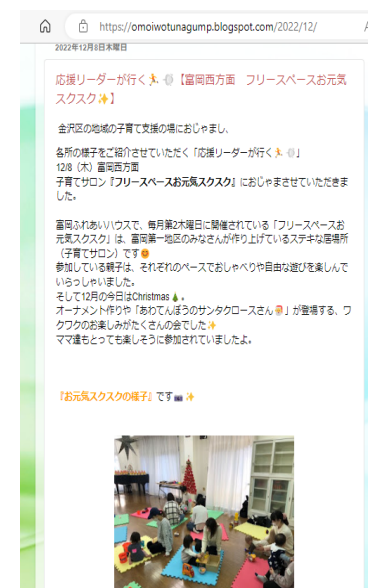 https://omoiwotunagump.blogspot.com/2022/12/
2022年12月8日木曜日
応援リーダーが行く🏃💨【富岡西方面　フリースペースお元気
スクスク✨】
金沢区の地域の子育て支援の場におじゃまし、
各所の様子をご紹介させていただく「応援リーダーが行く🏃💨」
12/8（木）富岡西方面
子育てサロン『フリースペースお元気スクスク』におじゃまさせていただきま
した。
富岡ふれあいハウスで、毎月第2木曜日に開催されている「フリースペースお
元気スクスク」は、富岡第一地区のみなさんが作り上げているステキな居場所
（子育てサロン）です😊
参加している親子は、それぞれのペースでおしゃべりや自由な遊びを楽しんで
いらっしゃいました。
そして12月の今日はChristmas🎄。
オーナメント作りや「あわてんぼうのサンタクロースさん🎅」が登場する、ワ
クワクのお楽しみがたくさんの会でした✨
ママ達もとっても楽しそうに参加されていましたよ。
『お元気スクスクの様子』です📷✨